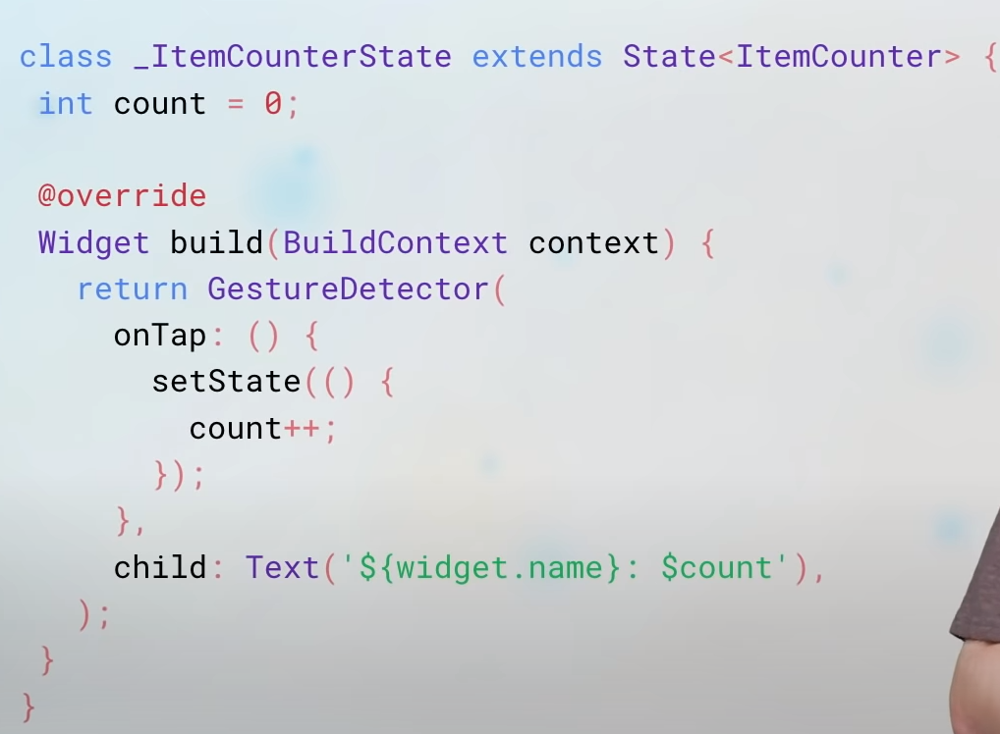 class _ItemCounterState extends State<ItemCounter> {
int count = 0;
@override
Widget build(BuildContext context) {
return GestureDetector(
onTap: () {
setState(() {
count++;
});
},
child: Text('${widget.name}: $count'),
);
}
}